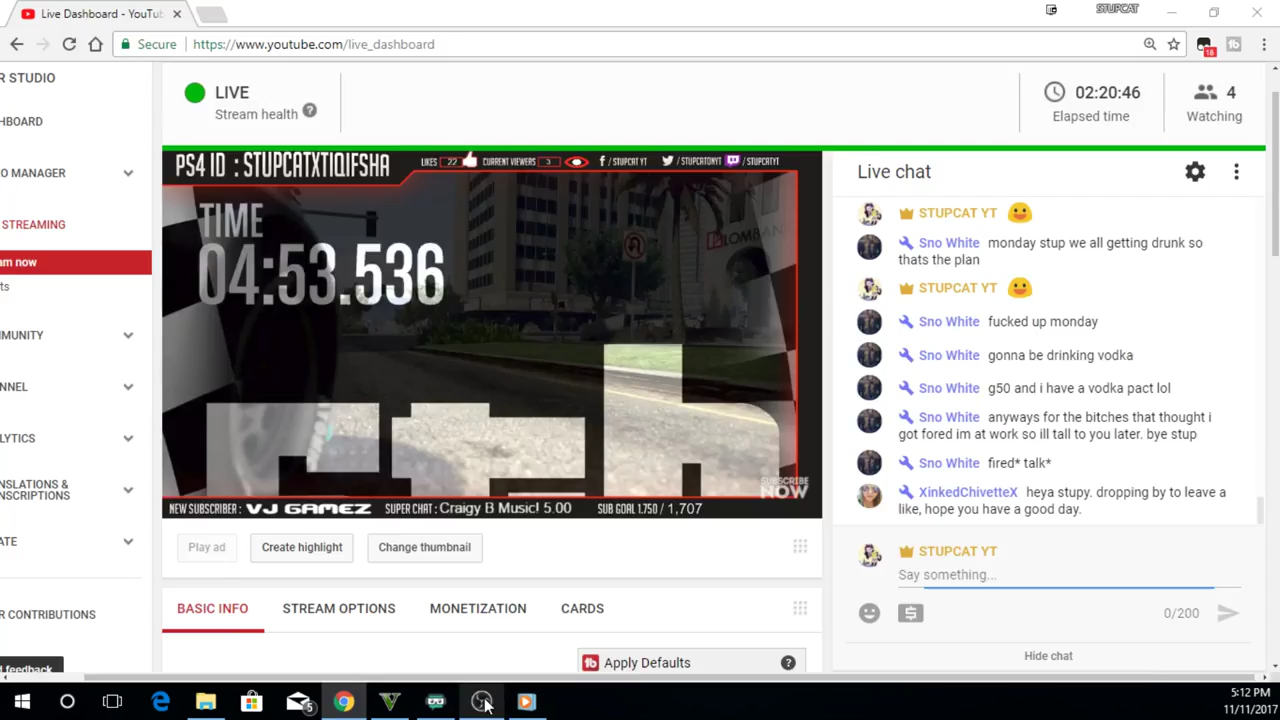 Live Dashboard - YouTu
STUPCAT
Secure
https://www.youtube.com/live_dashboard
18
R STUDIO
HBOARD
O MANAGER
STREAMING
am now
ts
MUNITY
NNEL
LYTICS
NSLATIONS &
NSCRIPTIONS
ATE
R CONTRIBUTIONS
d feedback
LIVE
Stream health
02:20:46
Elapsed time
4
Watching
PS4 ID : STUPCATXTIQIFSHA
LIKES 22
CURRENT VIEWERS 3
/STUPCAT YT
/STUPCATONYT
/STUPCATYT
TIME
04:53.536
LOMBAN
SUBSCRIBE
NOW
NEW SUBSCRIBER : VJ GAMEZ
SUPER CHAT : Craigy B Music! 5.00
SUB GOAL 1,750 / 1,707
Play ad
Create highlight
Change thumbnail
BASIC INFO
STREAM OPTIONS
MONETIZATION
CARDS
Apply Defaults
Live chat
STUPCAT YT
Sno White monday stup we all getting drunk so
thats the plan
STUPCAT YT
Sno White fucked up monday
Sno White gonna be drinking vodka
Sno White g50 and i have a vodka pact lol
Sno White anyways for the bitches that thought i
got fored im at work so ill tall to you later. bye stup
Sno White fired* talk*
XinkedChivetteX heya stupy. dropping by to leave a
like, hope you have a good day.
STUPCAT YT
Say something...
0/200
Hide chat
5
5:12 PM
11/11/2017